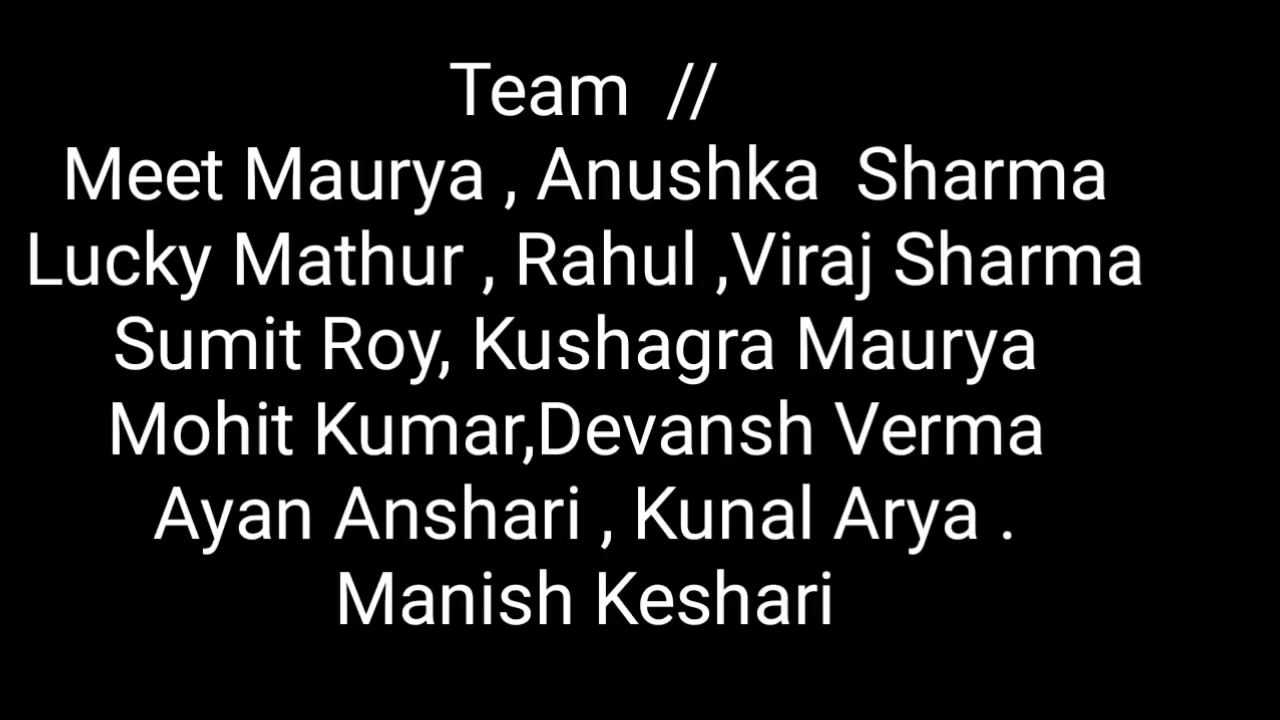 Team //
Meet Maurya , Anushka Sharma
Lucky Mathur , Rahul ,Viraj Sharma
Sumit Roy, Kushagra Maurya
Mohit Kumar,Devansh Verma
Ayan Anshari , Kunal Arya .
Manish Keshari